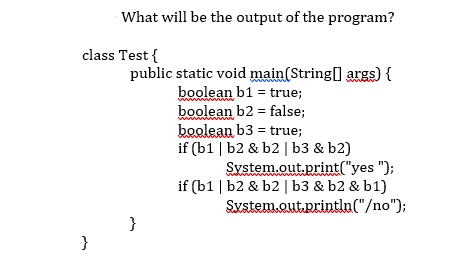 What will be the output of the program?
class Test {
public static void main(String[] args) {
boolean b1 = true;
boolean b2 = false;
boolean b3 = true;
if (b1 | b2 & b2 | b3 & b2)
System.out.print("yes ");
if (b1 | b2 & b2 | b3 & b2 & b1)
System.out.println("/no");
}
}